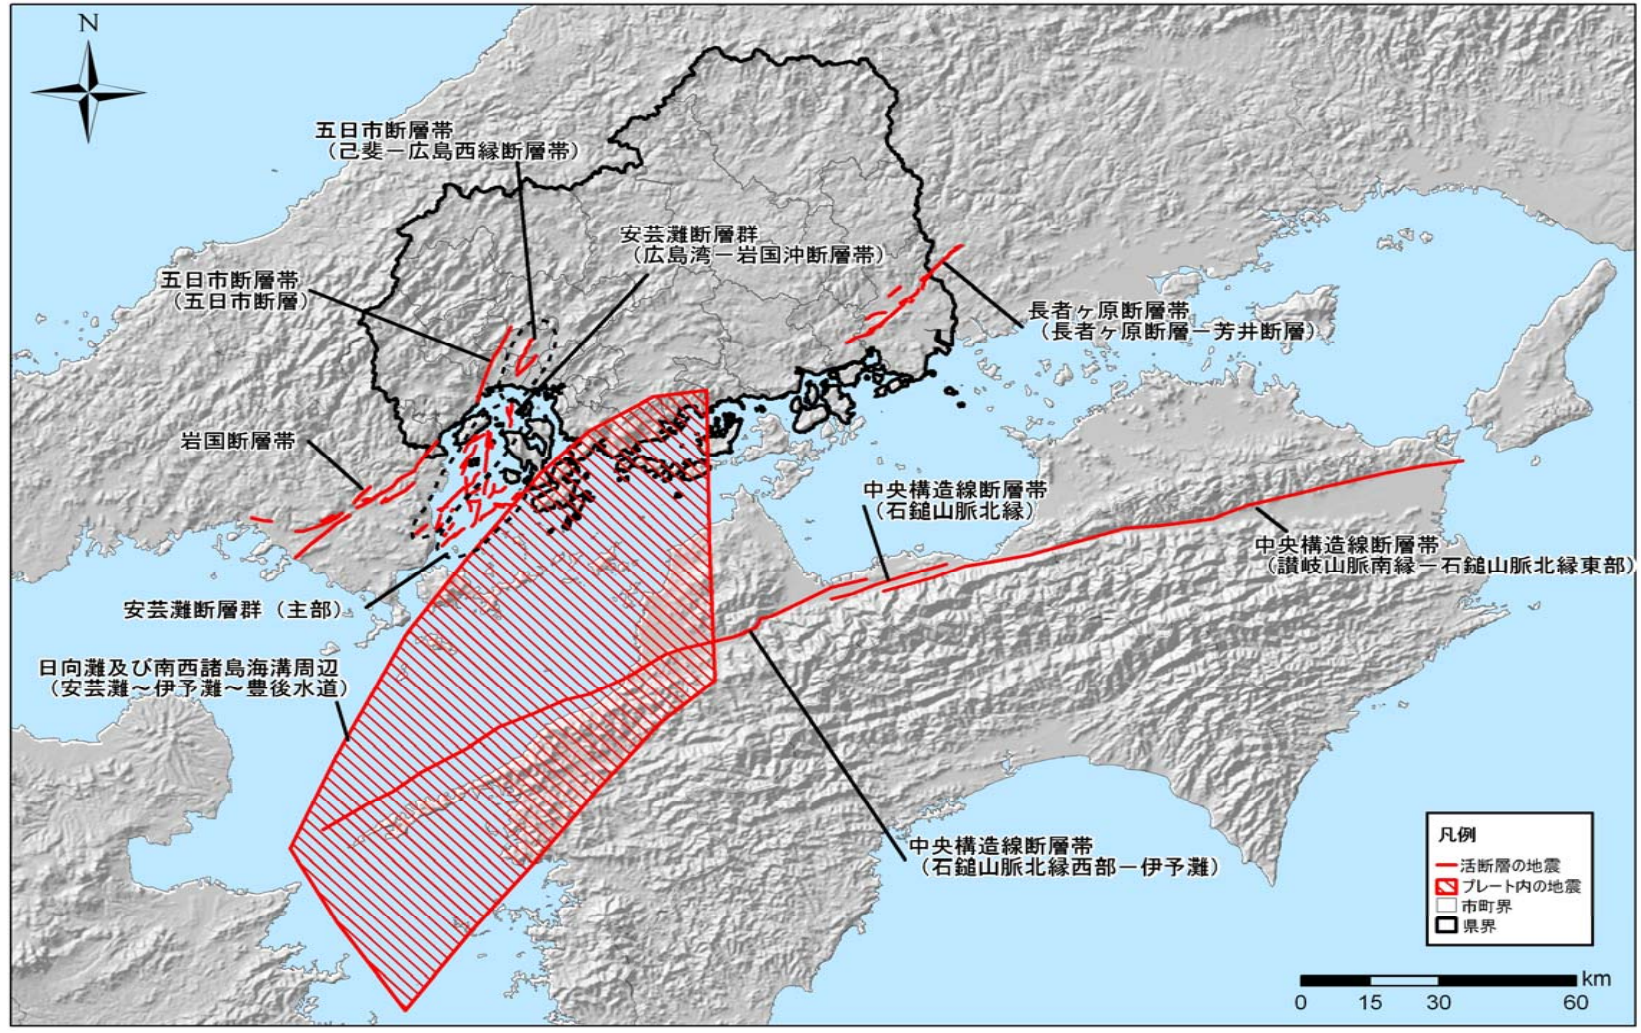 N
五日市断層帯
（己斐－広島西縁断層帯）
安芸灘断層群
（広島湾－岩国沖断層帯）
五日市断層帯
（五日市断層）
長者ヶ原断層帯
（長者ヶ原断層－芳井断層）
岩国断層帯
中央構造線断層帯
（石鎚山脈北縁）
中央構造線断層帯
（讃岐山脈南縁－石鎚山脈北縁東部）
安芸灘断層群（主部）
日向灘及び南西諸島海溝周辺
（安芸灘～伊予灘～豊後水道）
中央構造線断層帯
（石鎚山脈北縁西部－伊予灘）
凡例
活断層の地震
プレート内の地震
市町界
県界
km
0 15 30 60